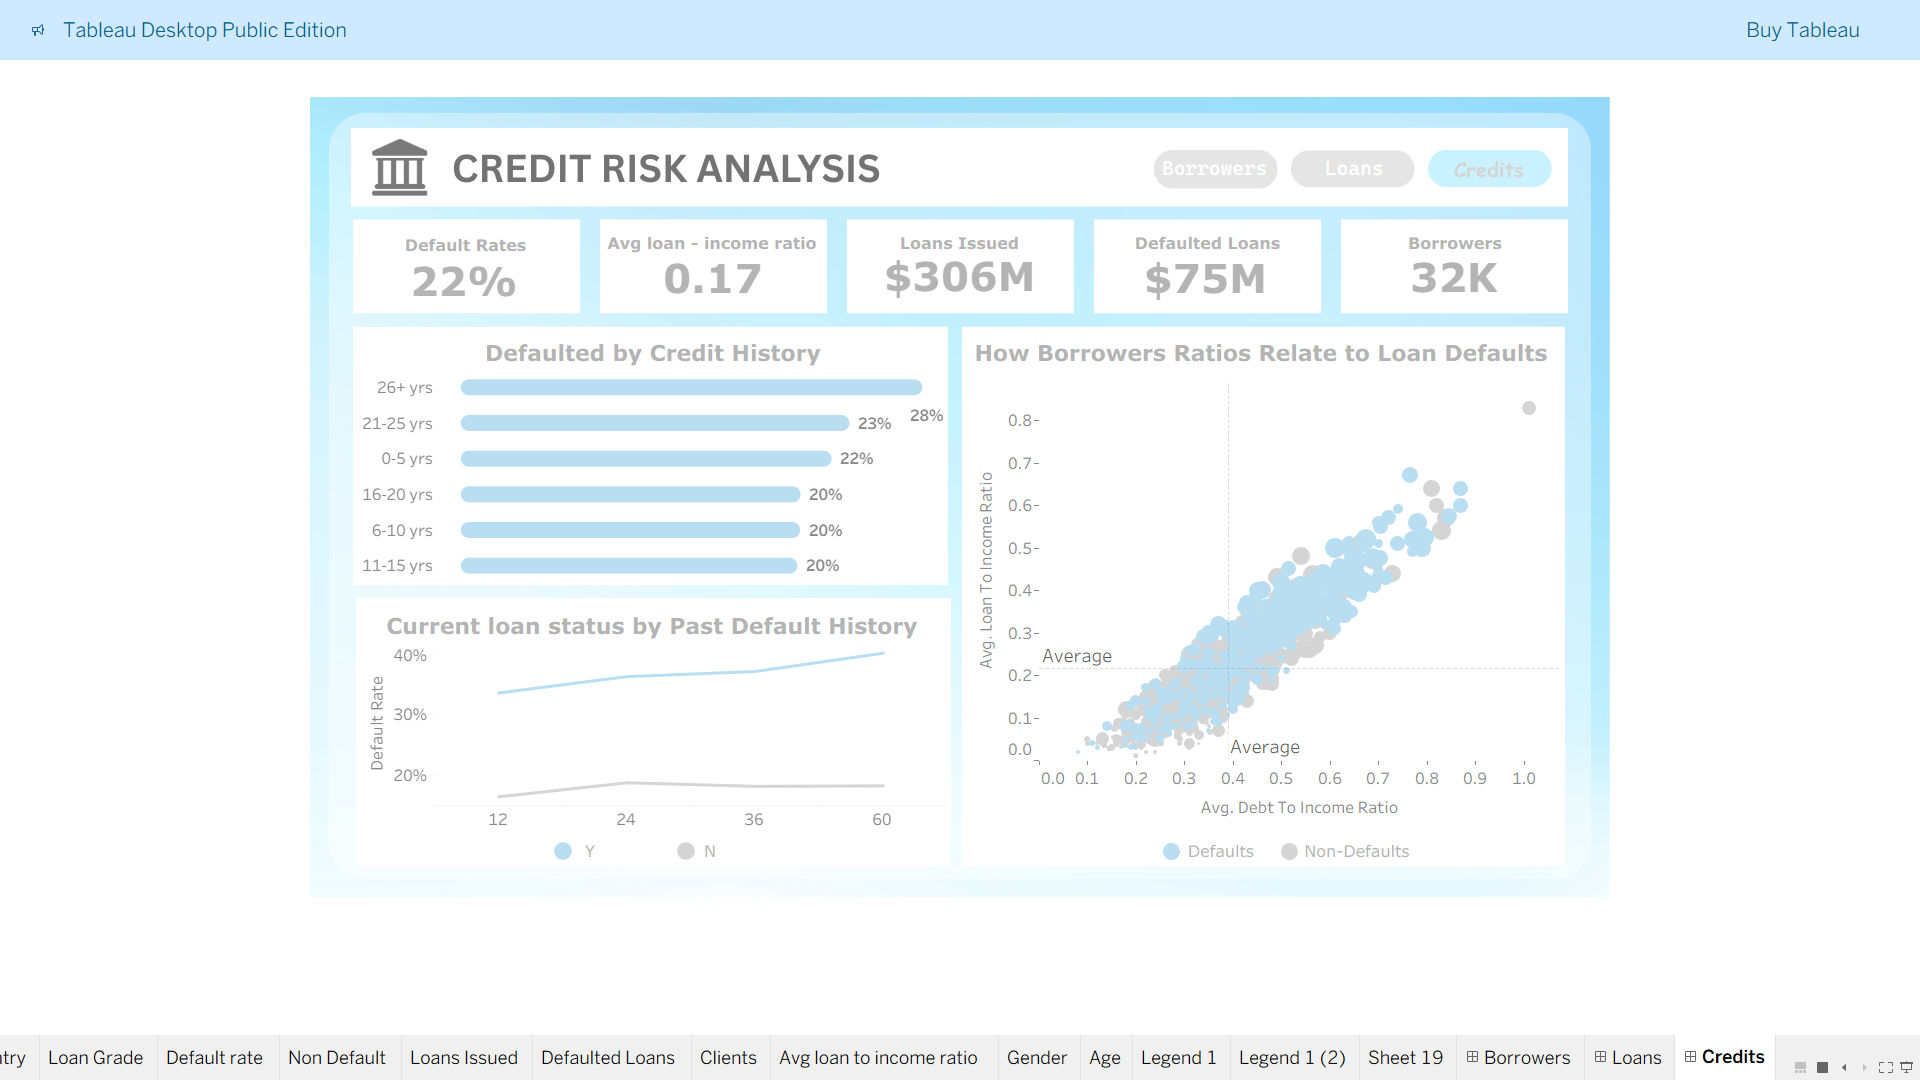 Tableau Desktop Public Edition
Buy Tableau
CREDIT RISK ANALYSIS
Borrowers
Loans
Credits
Default Rates
22%
Avg loan - income ratio
0.17
Loans Issued
$306M
Defaulted Loans
$75M
Borrowers
32K
Defaulted by Credit History
26+ yrs
28%
21-25 yrs
23%
0-5 yrs
22%
16-20 yrs
20%
6-10 yrs
20%
11-15 yrs
20%
Current loan status by Past Default History
Default Rate
40%
30%
20%
12
24
36
60
Y
N
How Borrowers Ratios Relate to Loan Defaults
Avg. Loan To Income Ratio
0.8
0.7
0.6
0.5
0.4
0.3
0.2
0.1
0.0
Average
Average
0.0 0.1 0.2 0.3 0.4 0.5 0.6 0.7 0.8 0.9 1.0
Avg. Debt To Income Ratio
Defaults
Non-Defaults
ntry
Loan Grade
Default rate
Non Default
Loans Issued
Defaulted Loans
Clients
Avg loan to income ratio
Gender
Age
Legend 1
Legend 1 (2)
Sheet 19
Borrowers
Loans
Credits